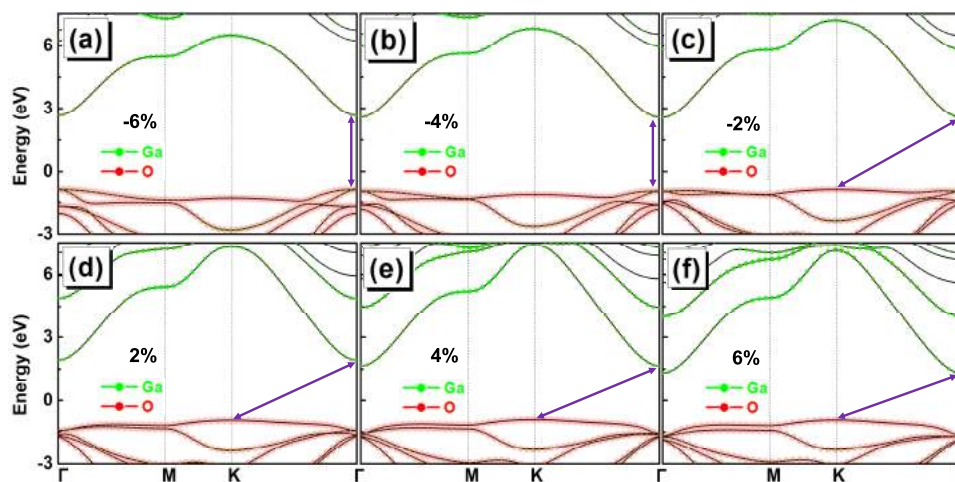 (a) (b) (c)
6
3
0
-3
Energy (eV)
-6% -4% -2%
Ga Ga Ga
O O O
(d) (e) (f)
6
3
0
-3
Energy (eV)
2% 4% 6%
Ga Ga Ga
O O O
Γ M K Γ M K Γ M K